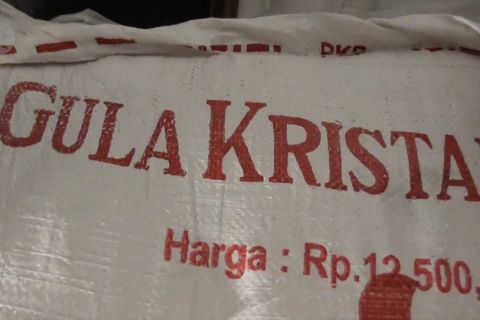 GULA KRISTA
Harga : Rp.12.500,